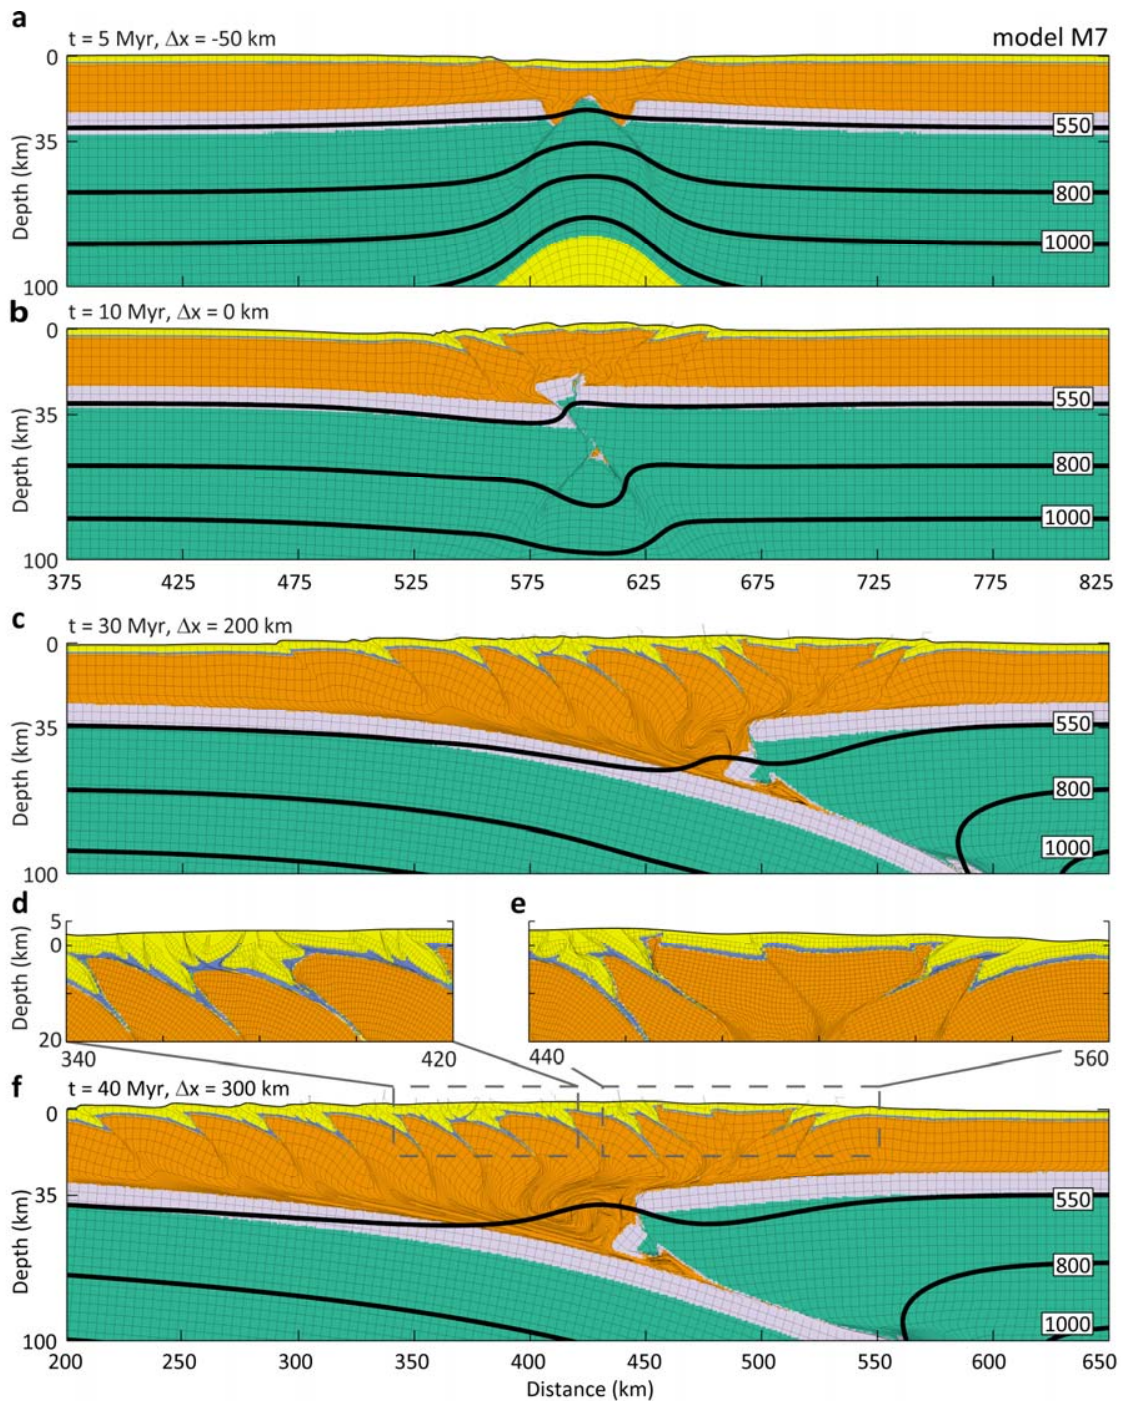 a
t = 5 Myr, Δx = -50 km
model M7
0
35
100
Depth (km)
550
800
1000
b
t = 10 Myr, Δx = 0 km
0
35
100
Depth (km)
550
800
1000
375 425 475 525 575 625 675 725 775 825
c
t = 30 Myr, Δx = 200 km
0
35
100
Depth (km)
550
800
1000
d
5
0
20
Depth (km)
340 420
e
440 560
f
t = 40 Myr, Δx = 300 km
0
35
100
Depth (km)
550
800
1000
200 250 300 350 400 450 500 550 600 650
Distance (km)